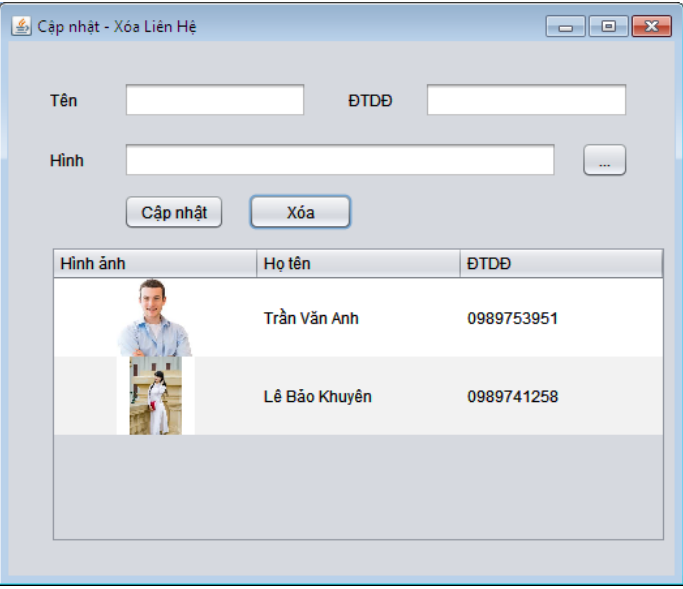 Cập nhật - Xóa Liên Hệ
Tên ĐTDĐ
Hình ...
Cập nhật Xóa
Hình ảnh Họ tên ĐTDĐ
Trần Văn Anh 0989753951
Lê Bảo Khuyên 0989741258